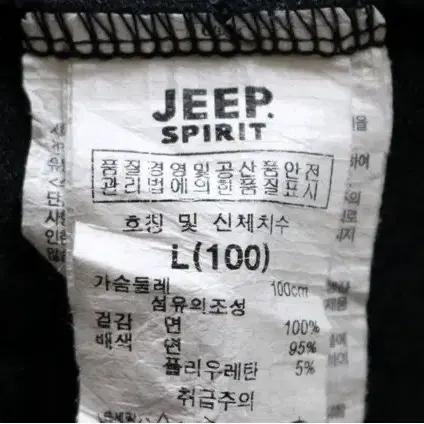 JEEP.
SPIRIT
품질경영및공산품안전
관리법에의한품질표시
호칭 및 신체치수
L(100)
가슴둘레 100cm
섬유의조성
겉감 면 100%
배색 면 95%
폴리우레탄 5%
취급주의